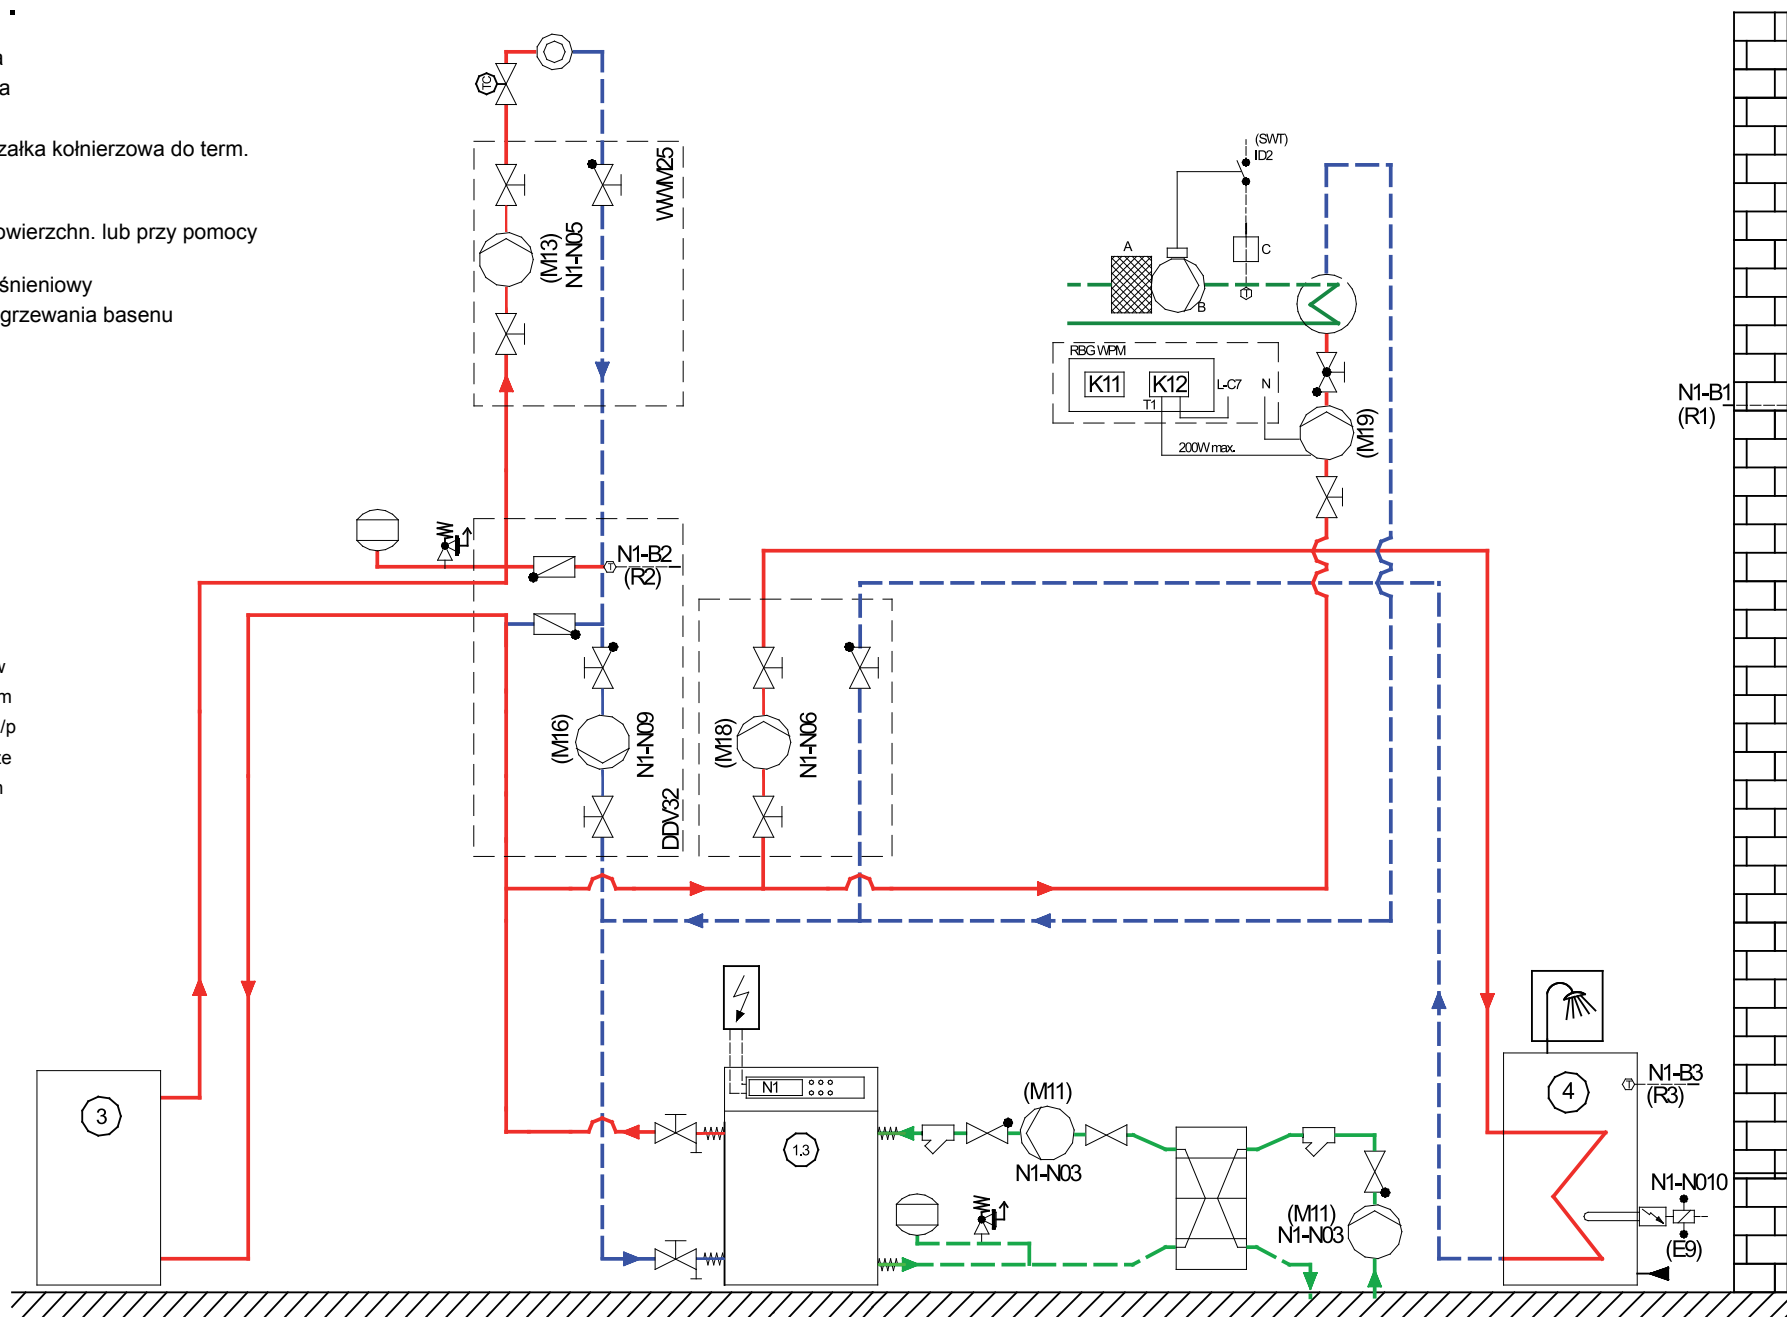 a
a
załka kołnierzowa do term.
owierzchn. lub przy pomocy
śnieniowy
grzewania basenu
w
m
/p
ze
n
TC
WWM25
(M13)
N1-N05
(SWT)
ID2
A
B
C
T
RBG WPM
K11
K12
L-C7
N
T1
200W max.
(M19)
N1-B1
(R1)
T
N1-B2
(R2)
(M16)
N1-N09
DDV32
(M18)
N1-N06
3
N1
1.3
(M11)
N1-N03
(M11)
N1-N03
4
T
N1-B3
(R3)
N1-N010
(E9)